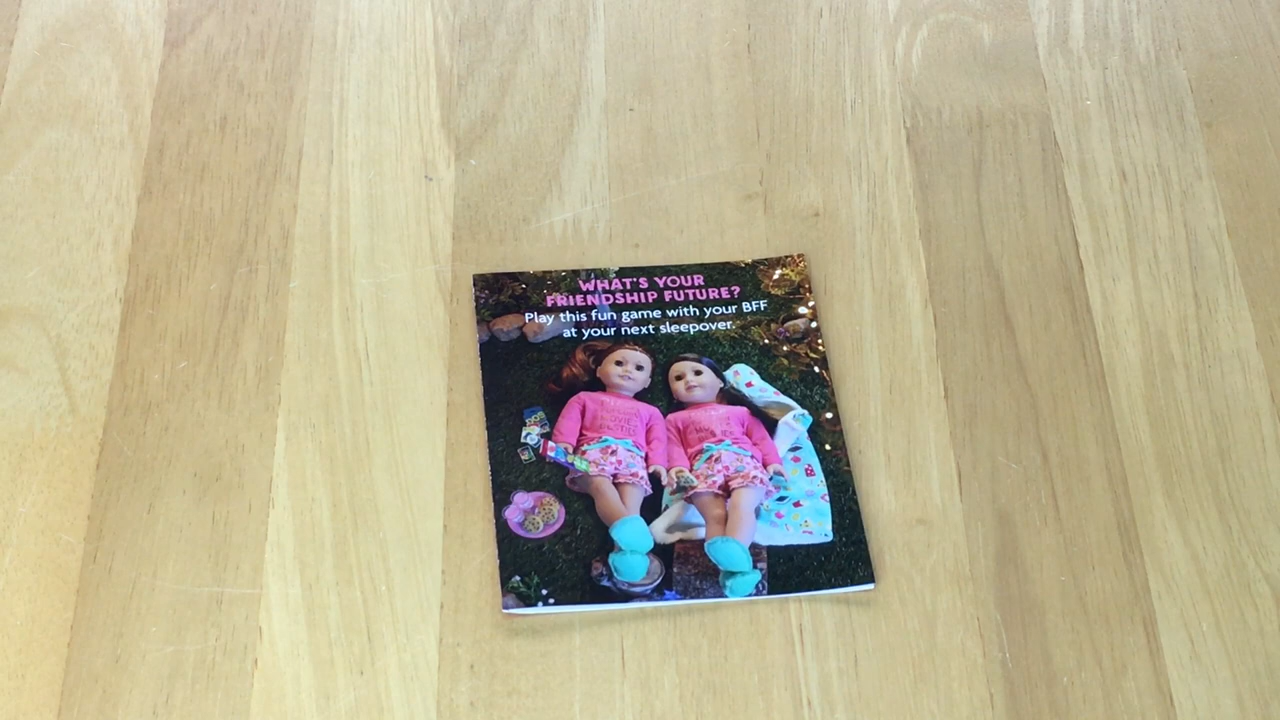 WHAT'S YOUR
FRIENDSHIP FUTURE?
Play this fun game with your BFF
at your next sleepover.